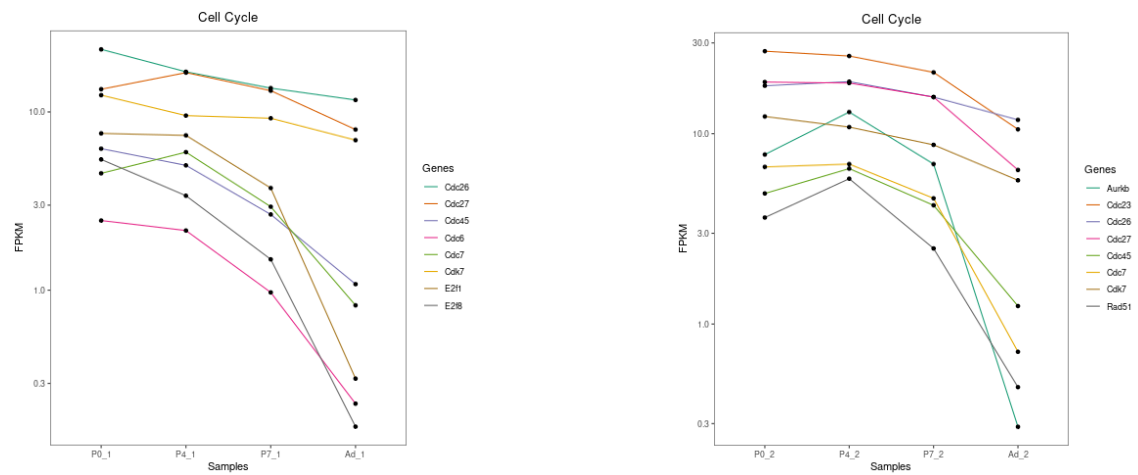 Cell Cycle
10.0
3.0
1.0
0.3
FPKM
P0_1 P4_1 P7_1 Ad_1
Samples
Genes
Cdc26
Cdc27
Cdc45
Cdc6
Cdc7
Cdk7
E2f1
E2f8
Cell Cycle
30.0
10.0
3.0
1.0
0.3
FPKM
P0_2 P4_2 P7_2 Ad_2
Samples
Genes
Aurkb
Cdc23
Cdc26
Cdc27
Cdc45
Cdc7
Cdk7
Rad51